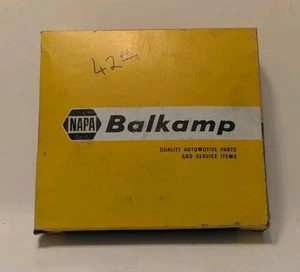 42
NAPA Balkamp
QUALITY AUTOMOTIVE PARTS
AND SERVICE ITEMS